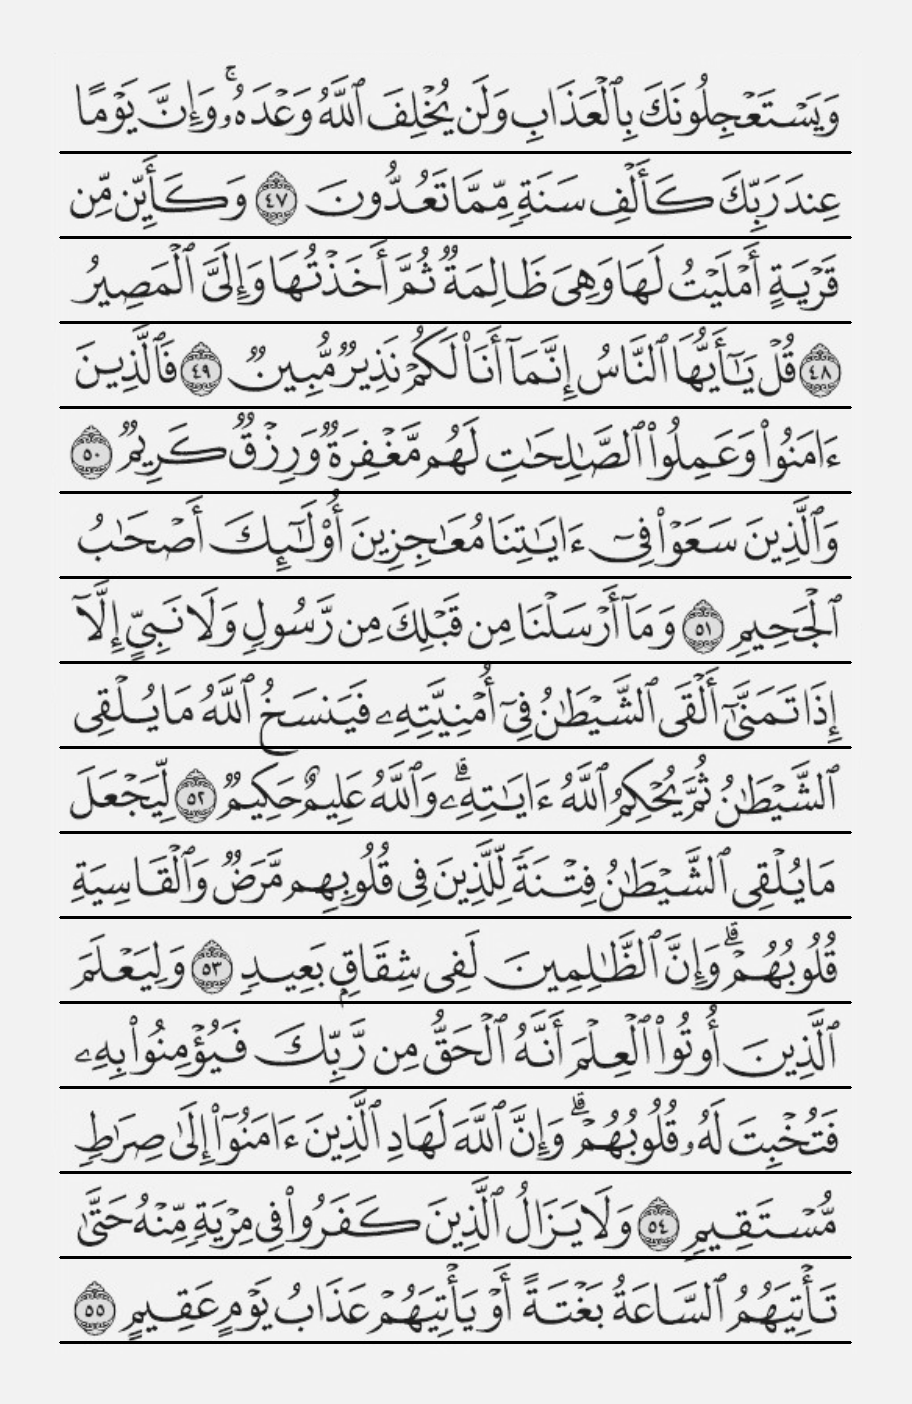 وَيَسْتَعْجِلُونَكَ بِٱلْعَذَابِ وَلَن يُخْلِفَ ٱللَّهُ وَعْدَهُۥ ۚ وَإِنَّ يَوْمًا
عِندَ رَبِّكَ كَأَلْفِ سَنَةٍ مِّمَّا تَعُدُّونَ ٤٧ وَكَأَيِّن مِّن
قَرْيَةٍ أَمْلَيْتُ لَهَا وَهِىَ ظَالِمَةٌ ثُمَّ أَخَذْتُهَا وَإِلَىَّ ٱلْمَصِيرُ
٤٨ قُلْ يَـٰٓأَيُّهَا ٱلنَّاسُ إِنَّمَآ أَنَا۠ لَكُمْ نَذِيرٌ مُّبِينٌ ٤٩ فَٱلَّذِينَ
ءَامَنُوا۟ وَعَمِلُوا۟ ٱلصَّـٰلِحَـٰتِ لَهُم مَّغْفِرَةٌ وَرِزْقٌ كَرِيمٌ ٥٠
وَٱلَّذِينَ سَعَوْا۟ فِىٓ ءَايَـٰتِنَا مُعَـٰجِزِينَ أُو۟لَـٰٓئِكَ أَصْحَـٰبُ
ٱلْجَحِيمِ ٥١ وَمَآ أَرْسَلْنَا مِن قَبْلِكَ مِن رَّسُولٍ وَلَا نَبِىٍّ إِلَّآ
إِذَا تَمَنَّىٰٓ أَلْقَى ٱلشَّيْطَـٰنُ فِىٓ أُمْنِيَّتِهِۦ فَيَنسَخُ ٱللَّهُ مَا يُلْقِى
ٱلشَّيْطَـٰنُ ثُمَّ يُحْكِمُ ٱللَّهُ ءَايَـٰتِهِۦ ۗ وَٱللَّهُ عَلِيمٌ حَكِيمٌ ٥٢ لِّيَجْعَلَ
مَا يُلْقِى ٱلشَّيْطَـٰنُ فِتْنَةً لِّلَّذِينَ فِى قُلُوبِهِم مَّرَضٌ وَٱلْقَاسِيَةِ
قُلُوبُهُمْ ۗ وَإِنَّ ٱلظَّـٰلِمِينَ لَفِى شِقَاقٍۭ بَعِيدٍ ٥٣ وَلِيَعْلَمَ
ٱلَّذِينَ أُوتُوا۟ ٱلْعِلْمَ أَنَّهُ ٱلْحَقُّ مِن رَّبِّكَ فَيُؤْمِنُوا۟ بِهِۦ
فَتُخْبِتَ لَهُۥ قُلُوبُهُمْ ۗ وَإِنَّ ٱللَّهَ لَهَادِ ٱلَّذِينَ ءَامَنُوٓا۟ إِلَىٰ صِرَٰطٍ
مُّسْتَقِيمٍ ٥٤ وَلَا يَزَالُ ٱلَّذِينَ كَفَرُوا۟ فِى مِرْيَةٍ مِّنْهُ حَتَّىٰ
تَأْتِيَهُمُ ٱلسَّاعَةُ بَغْتَةً أَوْ يَأْتِيَهُمْ عَذَابُ يَوْمٍ عَقِيمٍ ٥٥